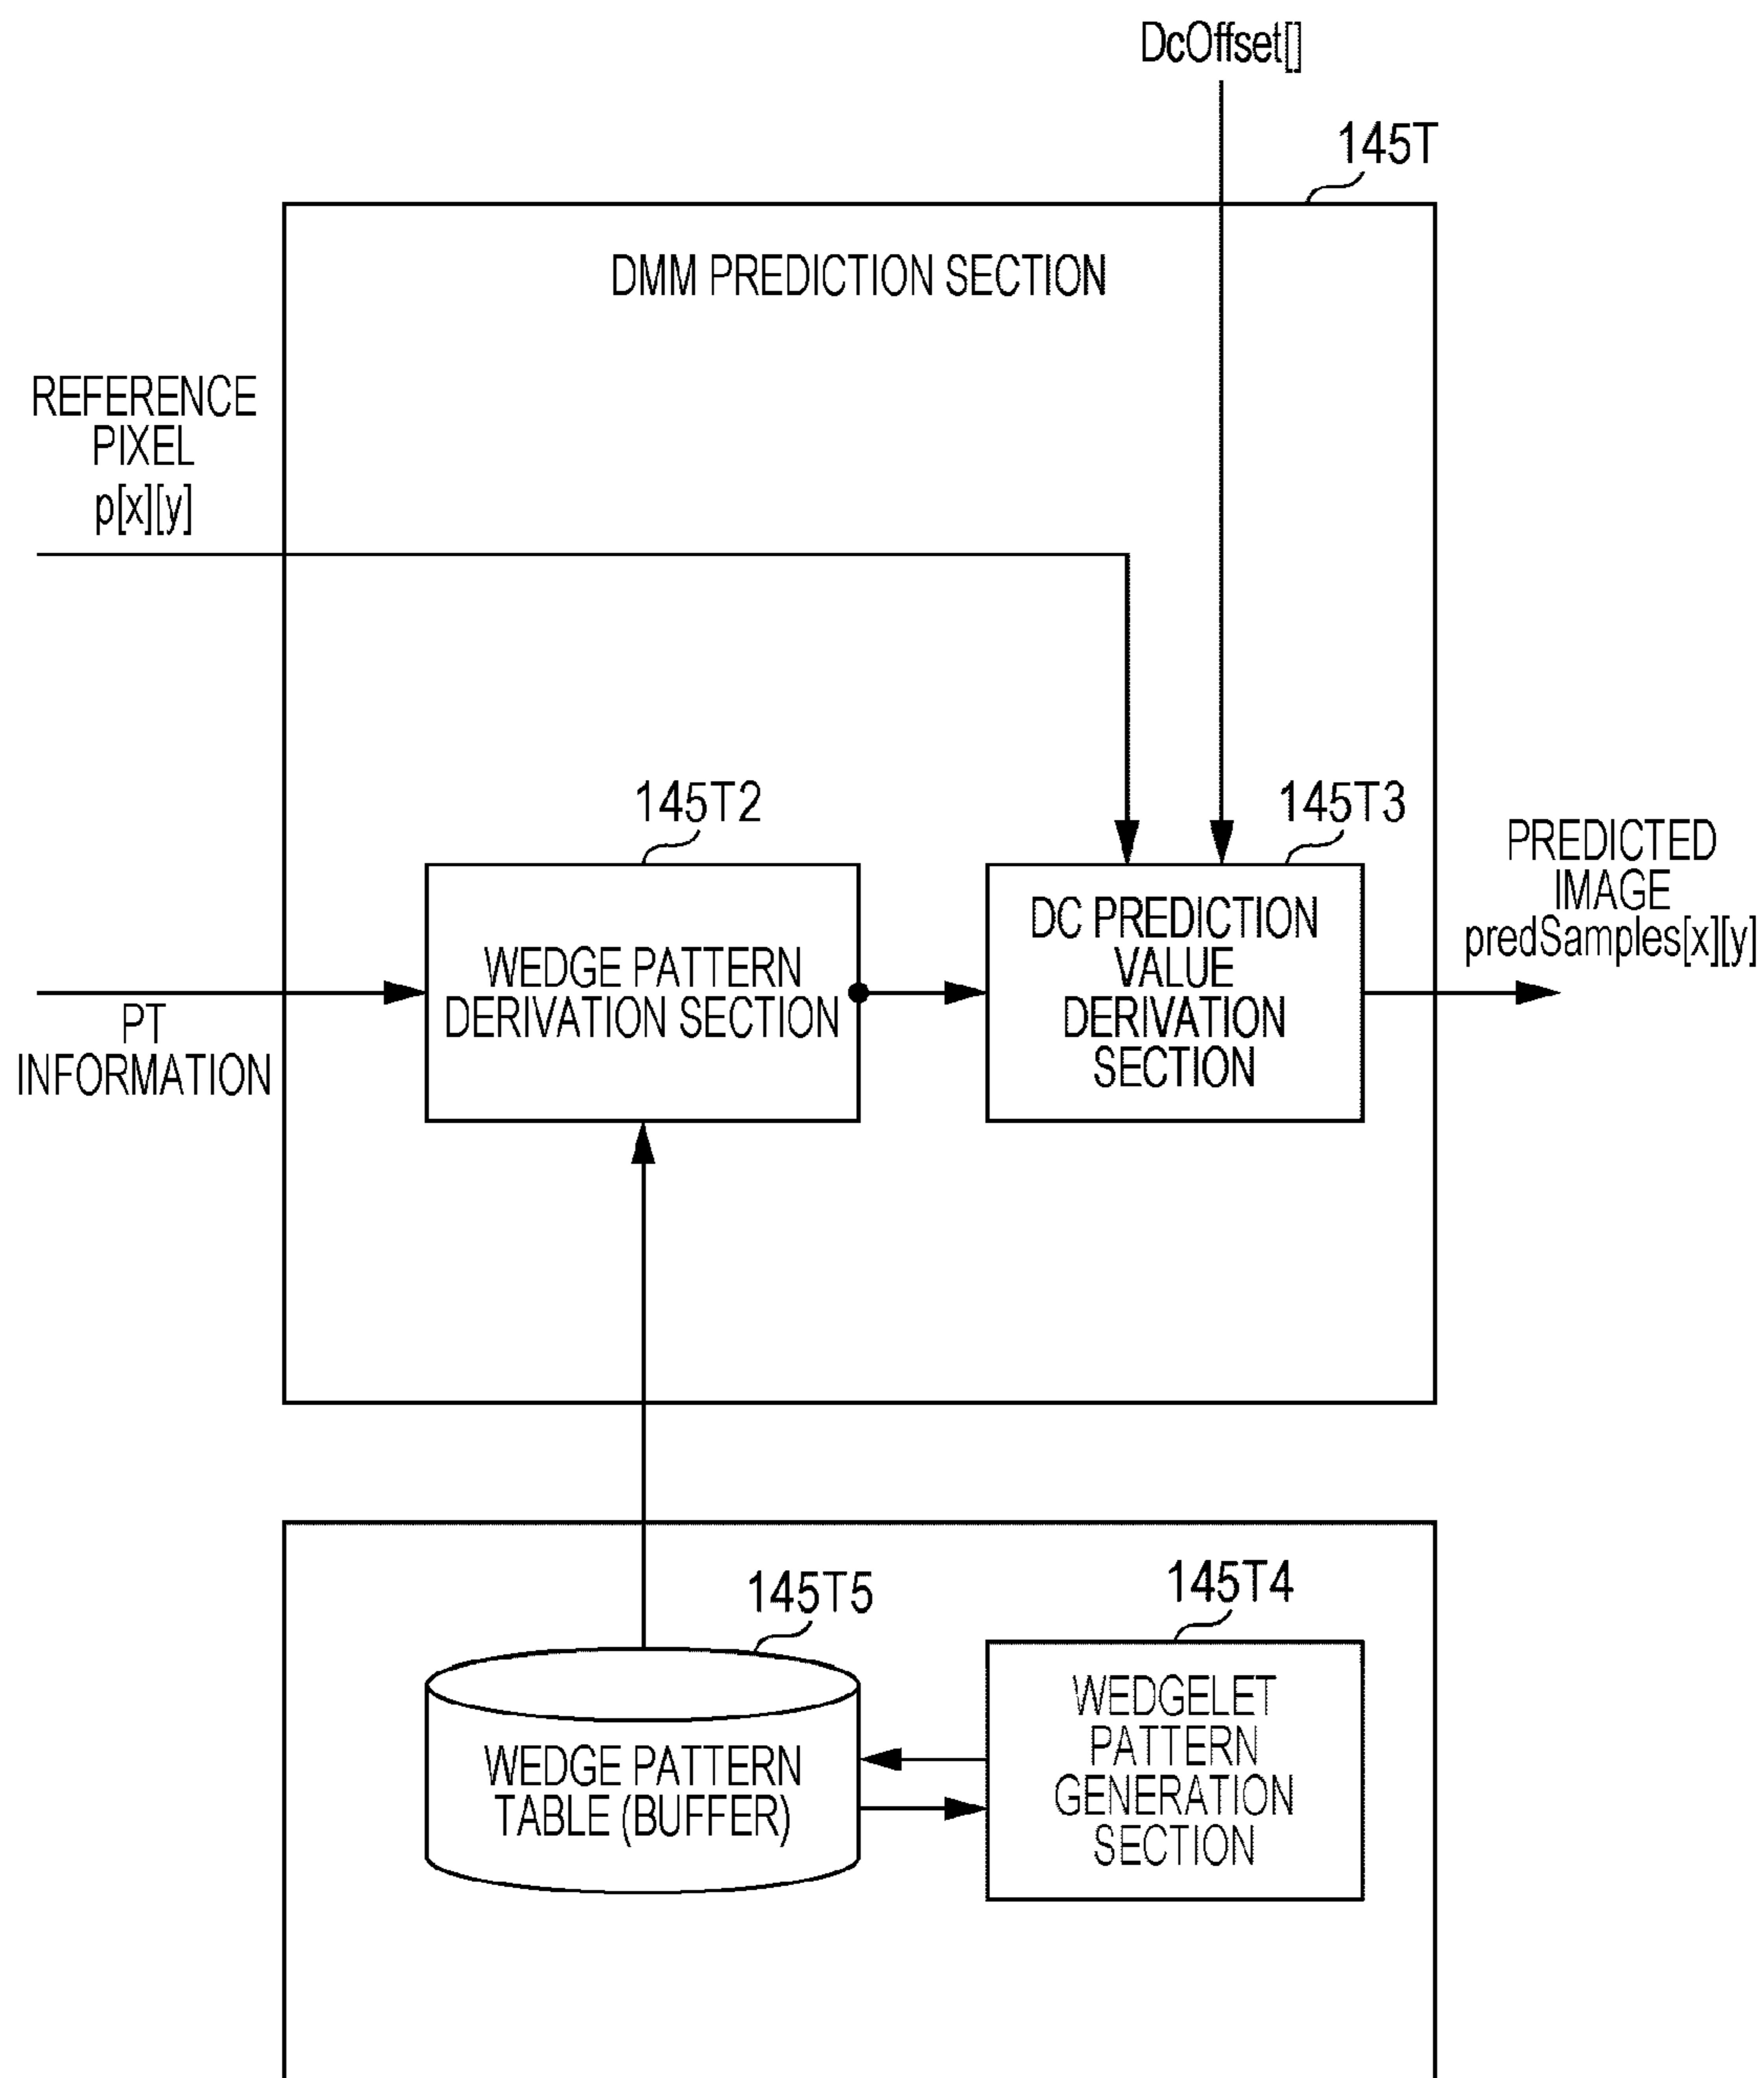 DcOffset[]
145T
DMM PREDICTION SECTION
REFERENCE
PIXEL
p[x][y]
145T2
145T3
WEDGE PATTERN
DERIVATION SECTION
DC PREDICTION
VALUE
DERIVATION
SECTION
PREDICTED
IMAGE
predSamples[x][y]
PT
INFORMATION
145T5
145T4
WEDGE PATTERN
TABLE (BUFFER)
WEDGELET
PATTERN
GENERATION
SECTION